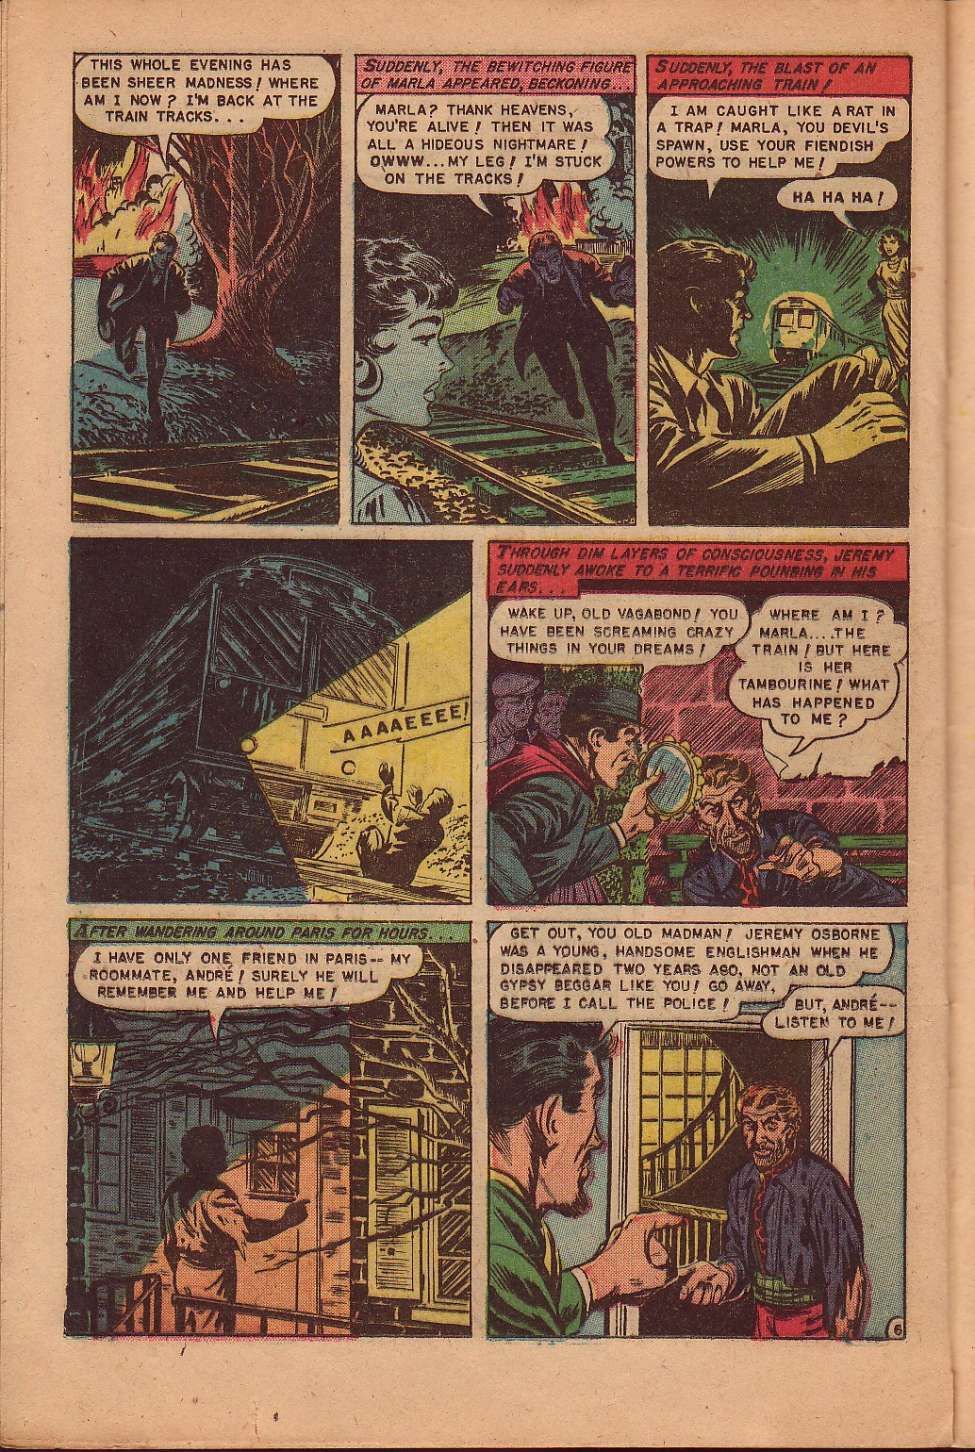 THIS WHOLE EVENING HAS
BEEN SHEER MADNESS! WHERE
AM I NOW? I'M BACK AT THE
TRAIN TRACKS...
SUDDENLY, THE BEWITCHING FIGURE
OF MARLA APPEARED, BECKONING...
MARLA? THANK HEAVENS,
YOU'RE ALIVE! THEN IT WAS
ALL A HIDEOUS NIGHTMARE!
OWWW...MY LEG! I'M STUCK
ON THE TRACKS!
SUDDENLY, THE BLAST OF AN
APPROACHING TRAIN!
I AM CAUGHT LIKE A RAT IN
A TRAP! MARLA, YOU DEVIL'S
SPAWN, USE YOUR FIENDISH
POWERS TO HELP ME!
HA HA HA!
AAAAEEEE!
THROUGH DIM LAYERS OF CONSCIOUSNESS, JEREMY
SUDDENLY AWOKE TO A TERRIFIC POUNDING IN HIS
EARS...
WAKE UP, OLD VAGABOND! YOU
HAVE BEEN SCREAMING CRAZY
THINGS IN YOUR DREAMS!
WHERE AM I?
MARLA....THE
TRAIN! BUT HERE
IS HER
TAMBOURINE! WHAT
HAS HAPPENED
TO ME?
AFTER WANDERING AROUND PARIS FOR HOURS...
I HAVE ONLY ONE FRIEND IN PARIS-- MY
ROOMMATE, ANDRÉ! SURELY HE WILL
REMEMBER ME AND HELP ME!
GET OUT, YOU OLD MADMAN! JEREMY OSBORNE
WAS A YOUNG, HANDSOME ENGLISHMAN WHEN HE
DISAPPEARED TWO YEARS AGO, NOT AN OLD
GYPSY BEGGAR LIKE YOU! GO AWAY,
BEFORE I CALL THE POLICE!
BUT, ANDRÉ--
LISTEN TO ME!
6